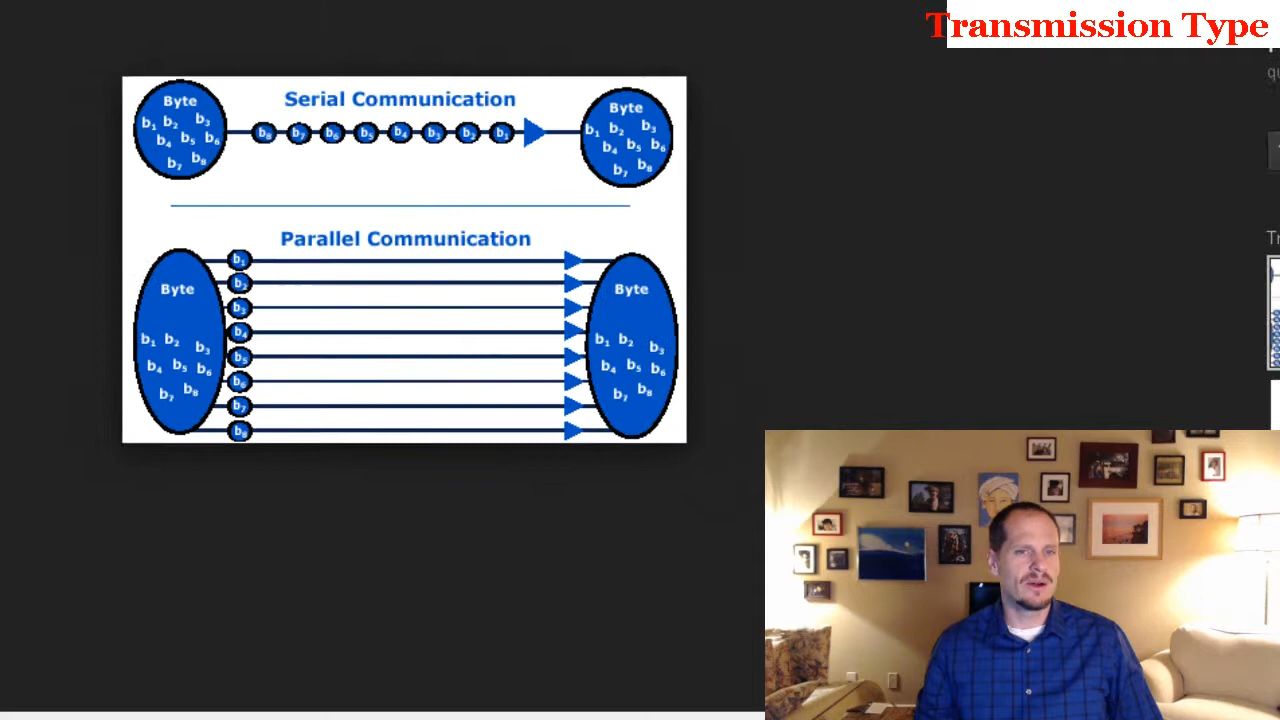 Transmission Type
Serial Communication
Byte
b1 b2 b3
b4 b5 b6
b7 b8
b8 b7 b6 b5 b4 b3 b2 b1
Byte
b1 b2 b3
b4 b5 b6
b7 b8
Parallel Communication
Byte
b1 b2 b3
b4 b5 b6
b7 b8
b1
b2
b3
b4
b5
b6
b7
b8
Byte
b1 b2 b3
b4 b5 b6
b7 b8